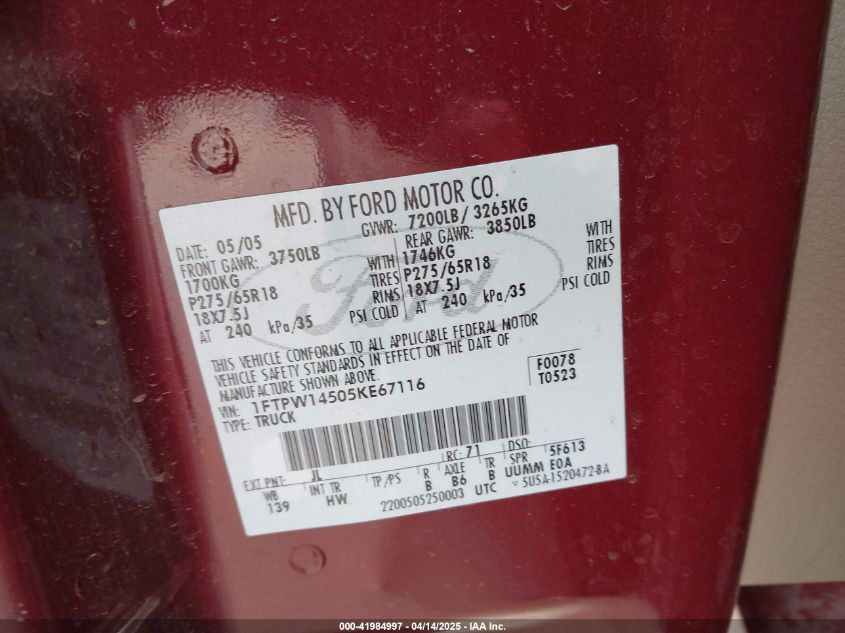 MFD. BY FORD MOTOR CO.
DATE: 05/05 GVWR: 7200LB/ 3265KG
FRONT GAWR: 3750LB REAR GAWR: 3850LB
1700KG WITH 1746KG WITH
P275/65R18 TIRES P275/65R18 TIRES
18X7.5J RIMS 18X7.5J RIMS
AT 240 kPa/35 PSI COLD AT 240 kPa/35 PSI COLD
THIS VEHICLE CONFORMS TO ALL APPLICABLE FEDERAL MOTOR
VEHICLE SAFETY STANDARDS IN EFFECT ON THE DATE OF
MANUFACTURE SHOWN ABOVE.
VIN: 1FTPW14505KE67116
TYPE: TRUCK
F0078
T0523
Ford
EXT PNT: JL RC: 71 DSO:
WB INT TR TP/PS R AXLE TR SPR 5F613
139 HW B B6 B UUMM EOA
2200505250003 UTC 5U5A-1520472-BA
000-41984997 - 04/14/2025 - IAA Inc.